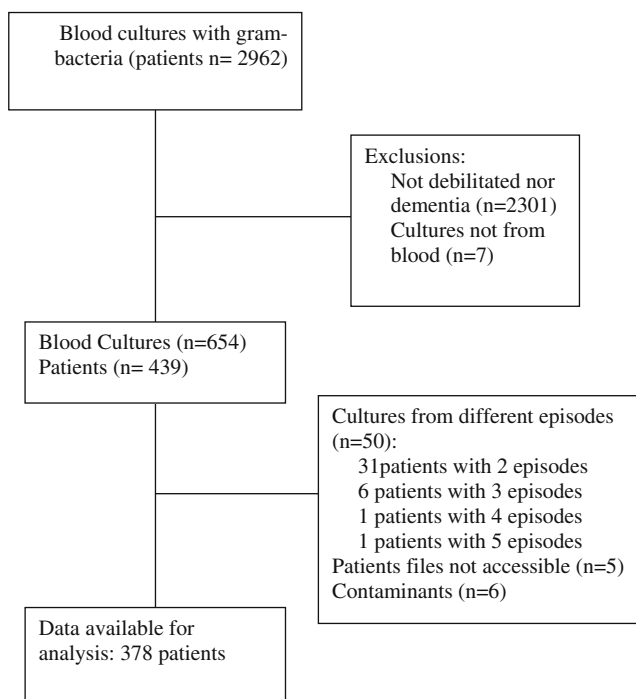 Blood cultures with gram-
bacteria (patients n= 2962)
Exclusions:
Not debilitated nor
dementia (n=2301)
Cultures not from
blood (n=7)
Blood Cultures (n=654)
Patients (n= 439)
Cultures from different episodes
(n=50):
31patients with 2 episodes
6 patients with 3 episodes
1 patients with 4 episodes
1 patients with 5 episodes
Patients files not accessible (n=5)
Contaminants (n=6)
Data available for
analysis: 378 patients